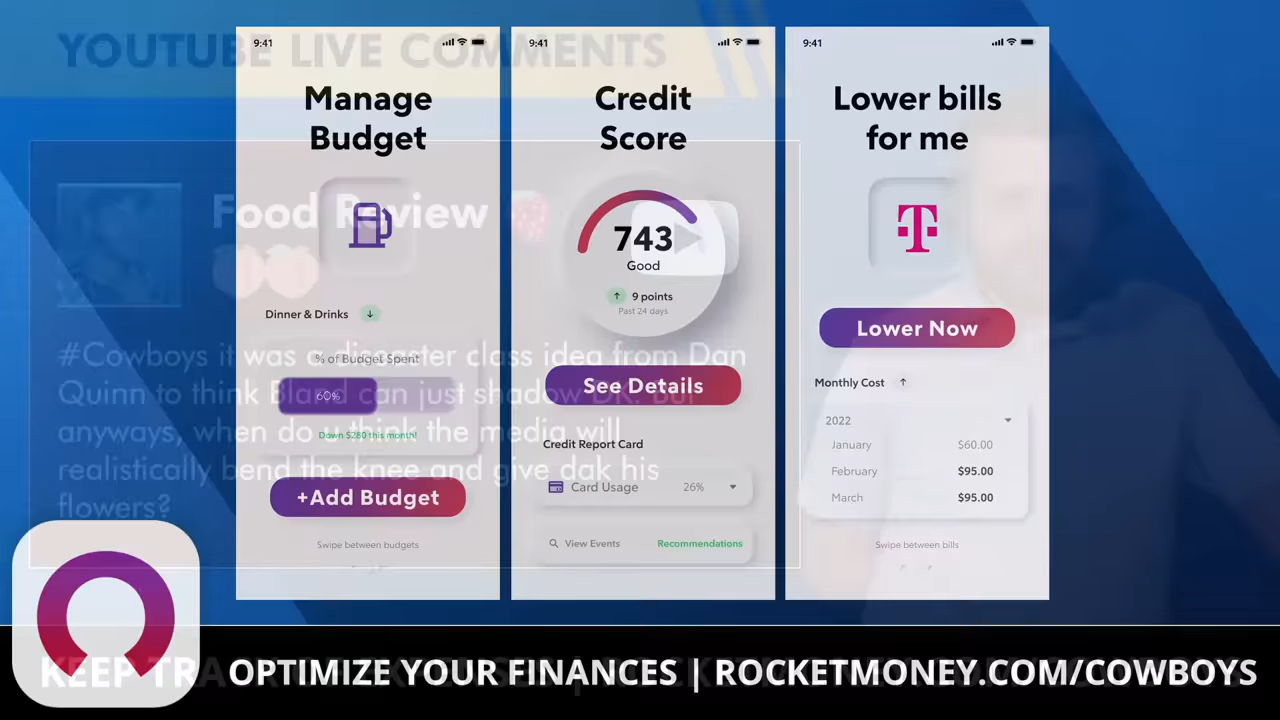 YOUTUBE LIVE COMMENTS
9:41
Manage
Budget
Dinner & Drinks
% of Budget Spent
60%
Down $280 this month!
+Add Budget
Swipe between budgets
9:41
Credit
Score
743
Good
9 points
Past 24 days
See Details
Credit Report Card
Card Usage 26%
View Events Recommendations
9:41
Lower bills
for me
T
Lower Now
Monthly Cost
2022
January $60.00
February $95.00
March $95.00
Swipe between bills
Food Review
#Cowboys it was a disaster class idea from Dan
Quinn to think Bland can just shadow DK. But
anyways, when do u think the media will
realistically bend the knee and give dak his
flowers?
KEEP TRA
OPTIMIZE YOUR FINANCES | ROCKETMONEY.COM/COWBOYS